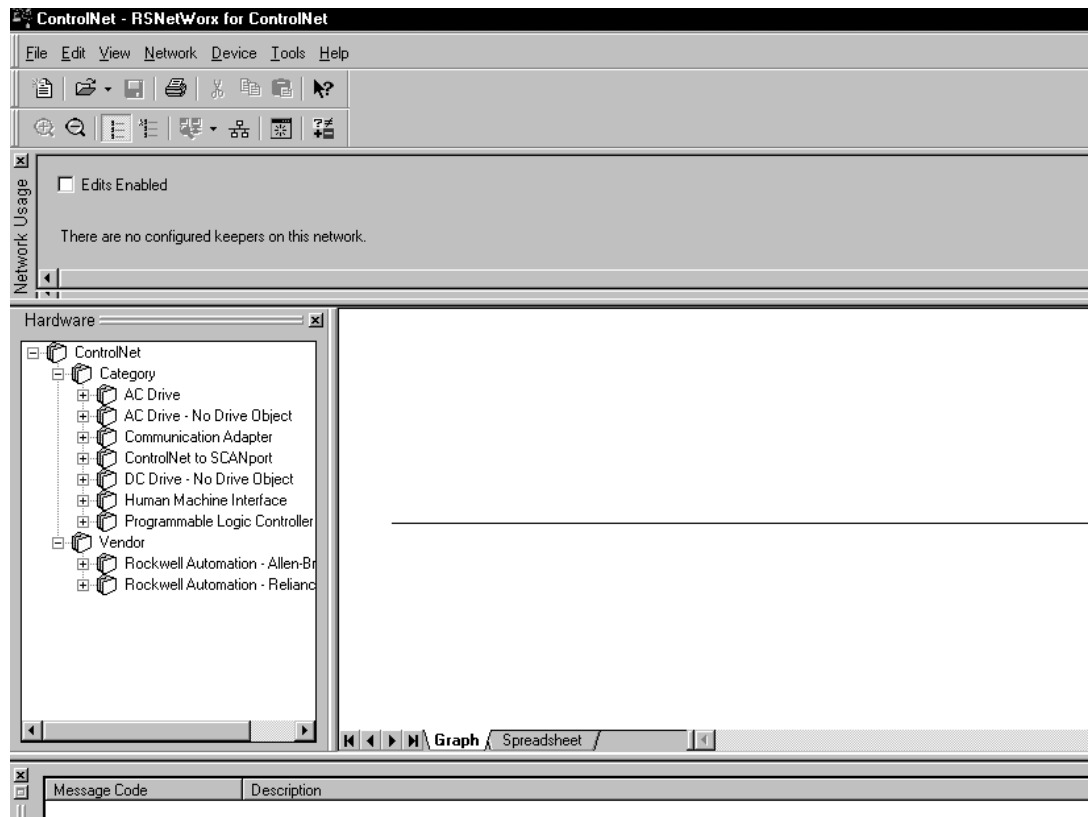 ControlNet - RSNetWorx for ControlNet
File Edit View Network Device Tools Help
Network Usage
Edits Enabled
There are no configured keepers on this network.
Hardware
ControlNet
Category
AC Drive
AC Drive - No Drive Object
Communication Adapter
ControlNet to SCANport
DC Drive - No Drive Object
Human Machine Interface
Programmable Logic Controller
Vendor
Rockwell Automation - Allen-Br
Rockwell Automation - Relianc
Graph Spreadsheet
Message Code Description